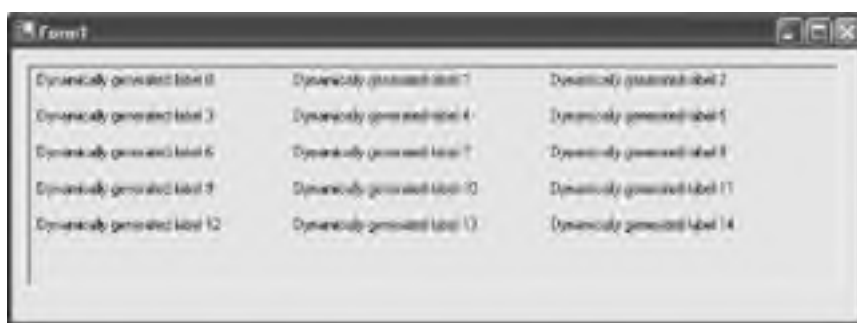 Form1
Dynamically generated label 0 Dynamically generated label 1 Dynamically generated label 2
Dynamically generated label 3 Dynamically generated label 4 Dynamically generated label 5
Dynamically generated label 6 Dynamically generated label 7 Dynamically generated label 8
Dynamically generated label 9 Dynamically generated label 10 Dynamically generated label 11
Dynamically generated label 12 Dynamically generated label 13 Dynamically generated label 14